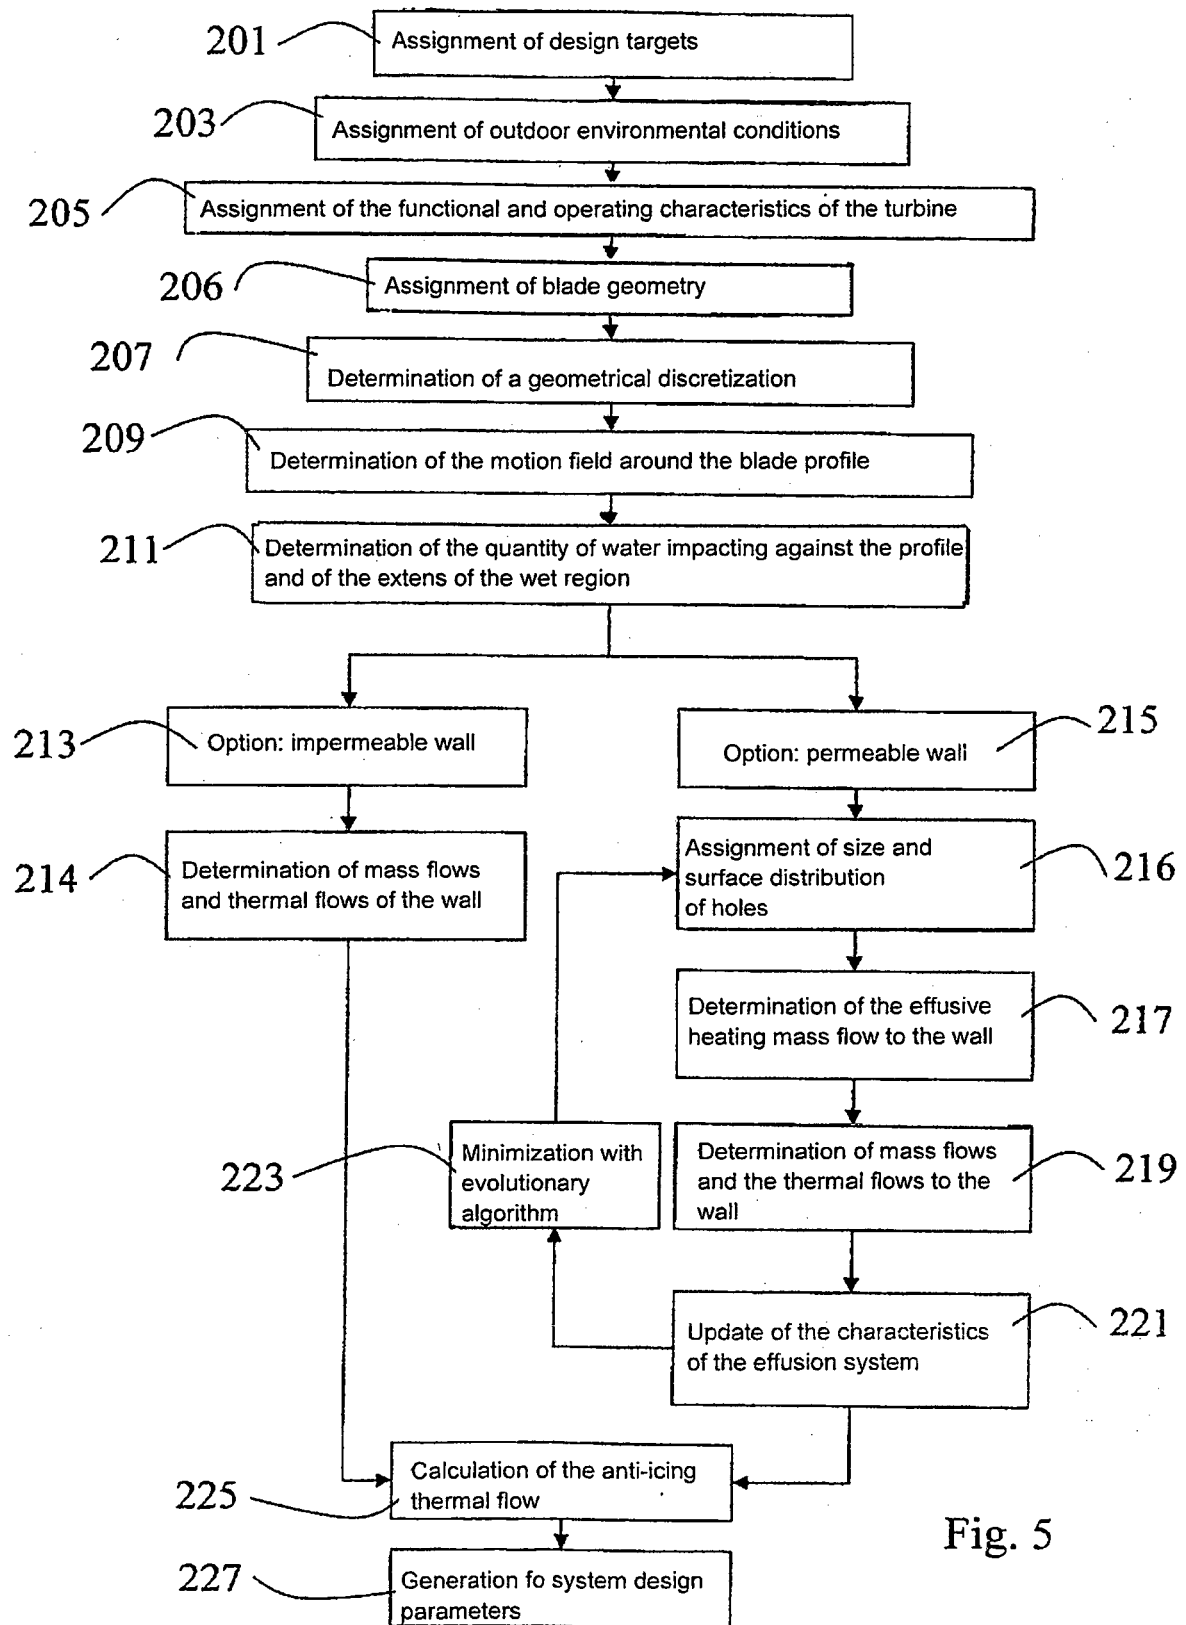 201
Assignment of design targets
203
Assignment of outdoor environmental conditions
205
Assignment of the functional and operating characteristics of the turbine
206
Assignment of blade geometry
207
Determination of a geometrical discretization
209
Determination of the motion field around the blade profile
211
Determination of the quantity of water impacting against the profile
and of the extens of the wet region
213
Option: impermeable wall
215
Option: permeable wall
214
Determination of mass flows
and thermal flows of the wall
216
Assignment of size and
surface distribution
of holes
217
Determination of the effusive
heating mass flow to the wall
223
Minimization with
evolutionary
algorithm
219
Determination of mass flows
and the thermal flows to the
wall
221
Update of the characteristics
of the effusion system
225
Calculation of the anti-icing
thermal flow
227
Generation fo system design
parameters
Fig. 5